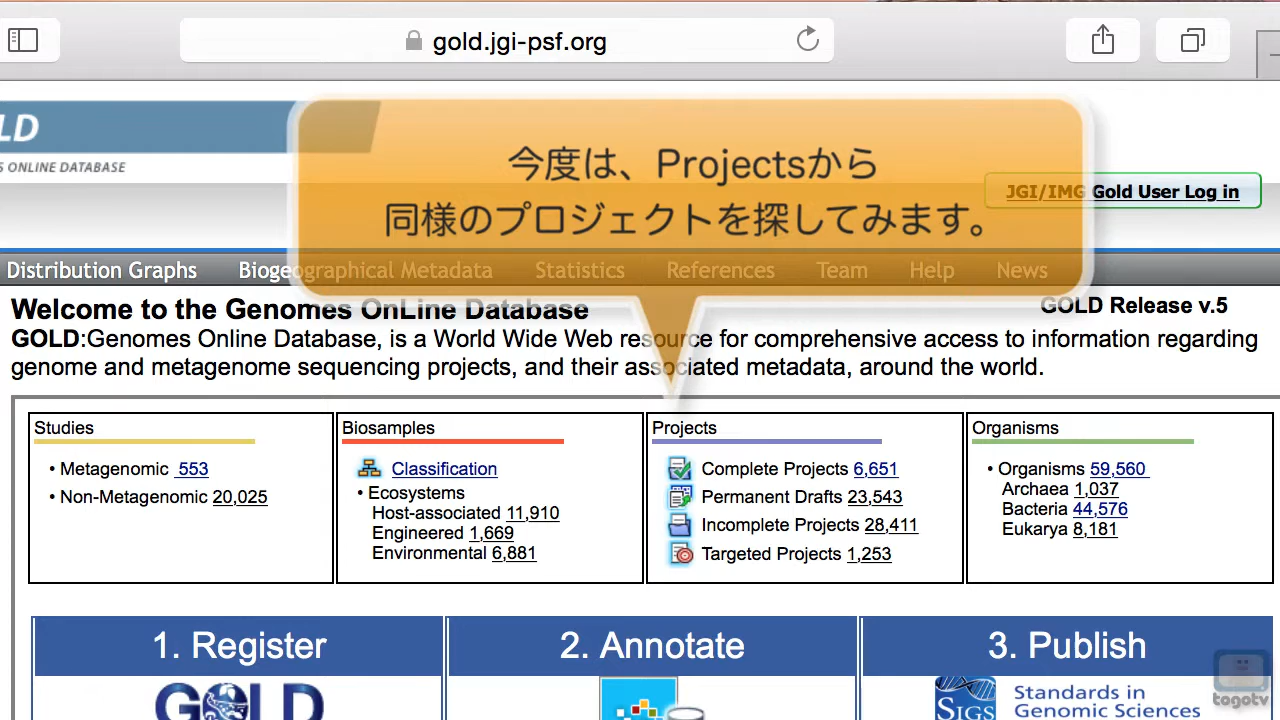 gold.jgi-psf.org
LD
S ONLINE DATABASE
今度は、Projectsから
同様のプロジェクトを探してみます。
JGI/IMG Gold User Log in
Distribution Graphs Biogeographical Metadata Statistics References Team Help News
Welcome to the Genomes OnLine Database
GOLD Release v.5
GOLD:Genomes Online Database, is a World Wide Web resource for comprehensive access to information regarding
genome and metagenome sequencing projects, and their associated metadata, around the world.
Studies
• Metagenomic 553
• Non-Metagenomic 20,025
Biosamples
Classification
• Ecosystems
Host-associated 11,910
Engineered 1,669
Environmental 6,881
Projects
Complete Projects 6,651
Permanent Drafts 23,543
Incomplete Projects 28,411
Targeted Projects 1,253
Organisms
• Organisms 59,560
Archaea 1,037
Bacteria 44,576
Eukarya 8,181
1. Register
2. Annotate
3. Publish
GOLD
SIGS
Standards in
Genomic Sciences
togotv